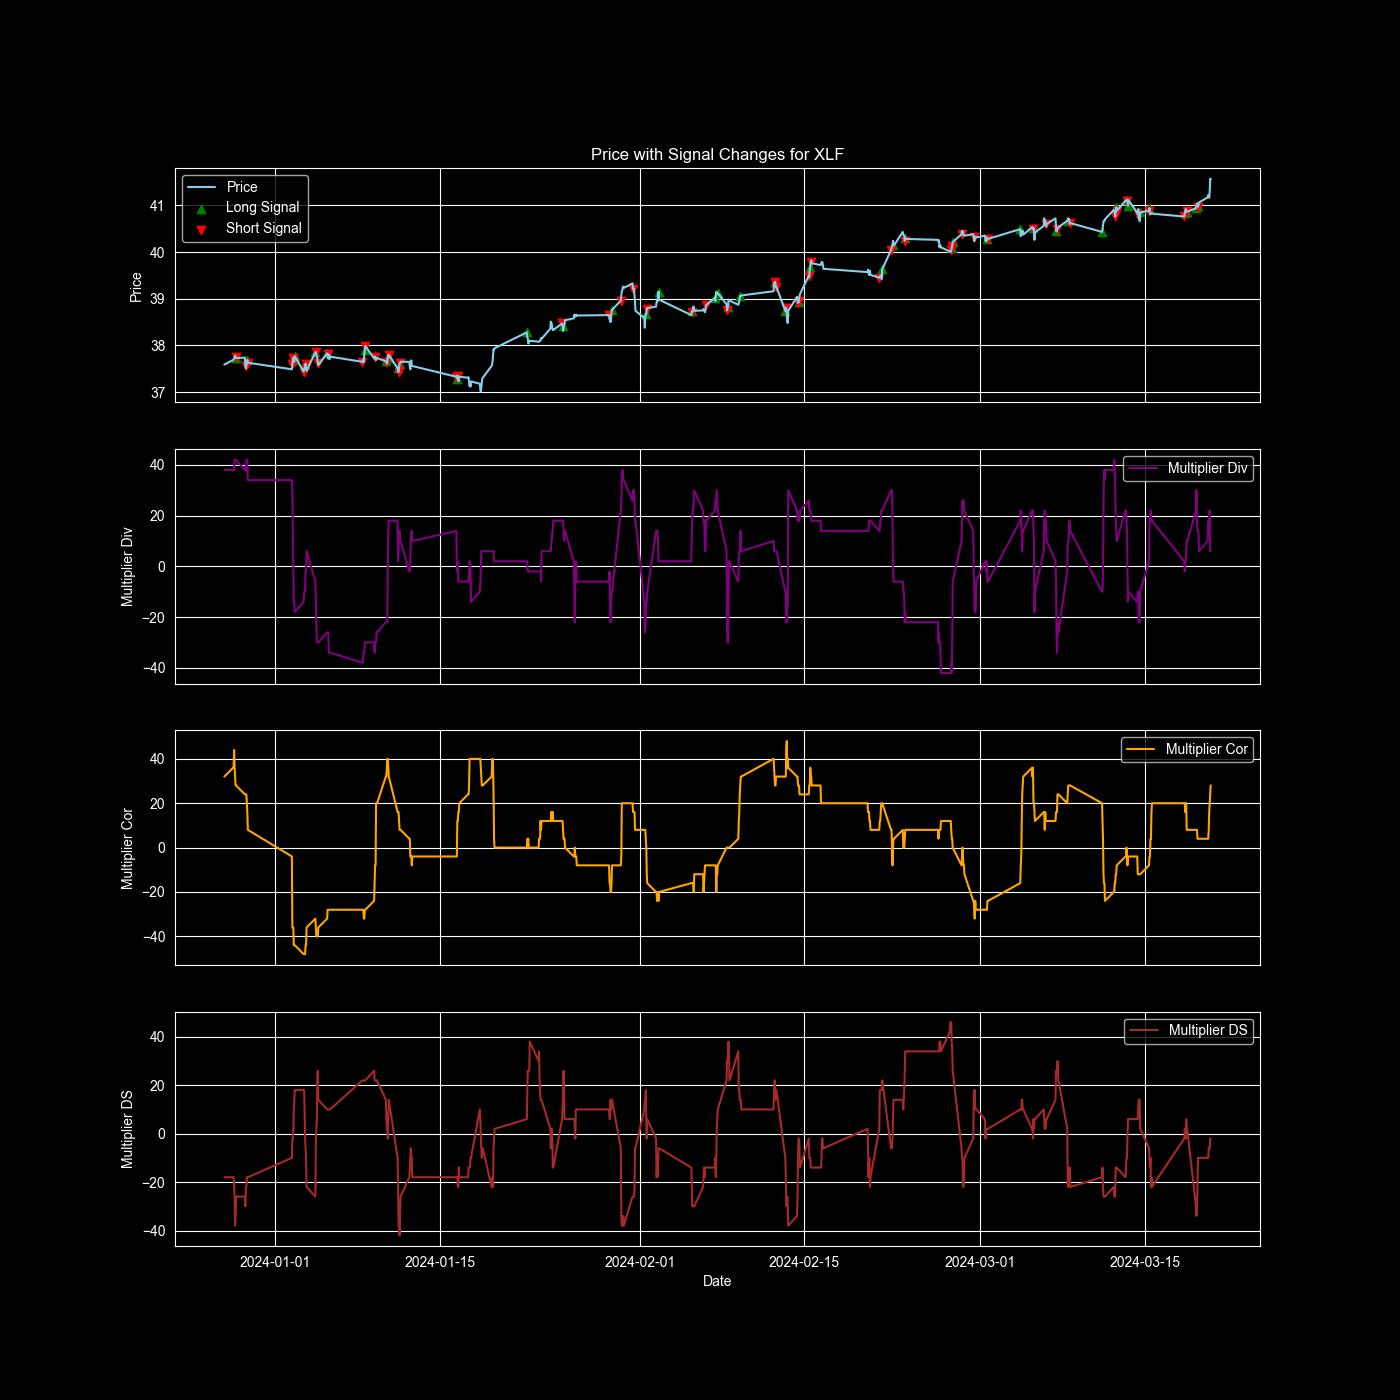 Price with Signal Changes for XLF
Price
Long Signal
Short Signal
41
40
39
38
37
Price
Multiplier Div
40
20
0
−20
−40
Multiplier Div
Multiplier Cor
40
20
0
−20
−40
Multiplier Cor
Multiplier DS
40
20
0
−20
−40
Multiplier DS
2024-01-01 2024-01-15 2024-02-01 2024-02-15 2024-03-01 2024-03-15
Date